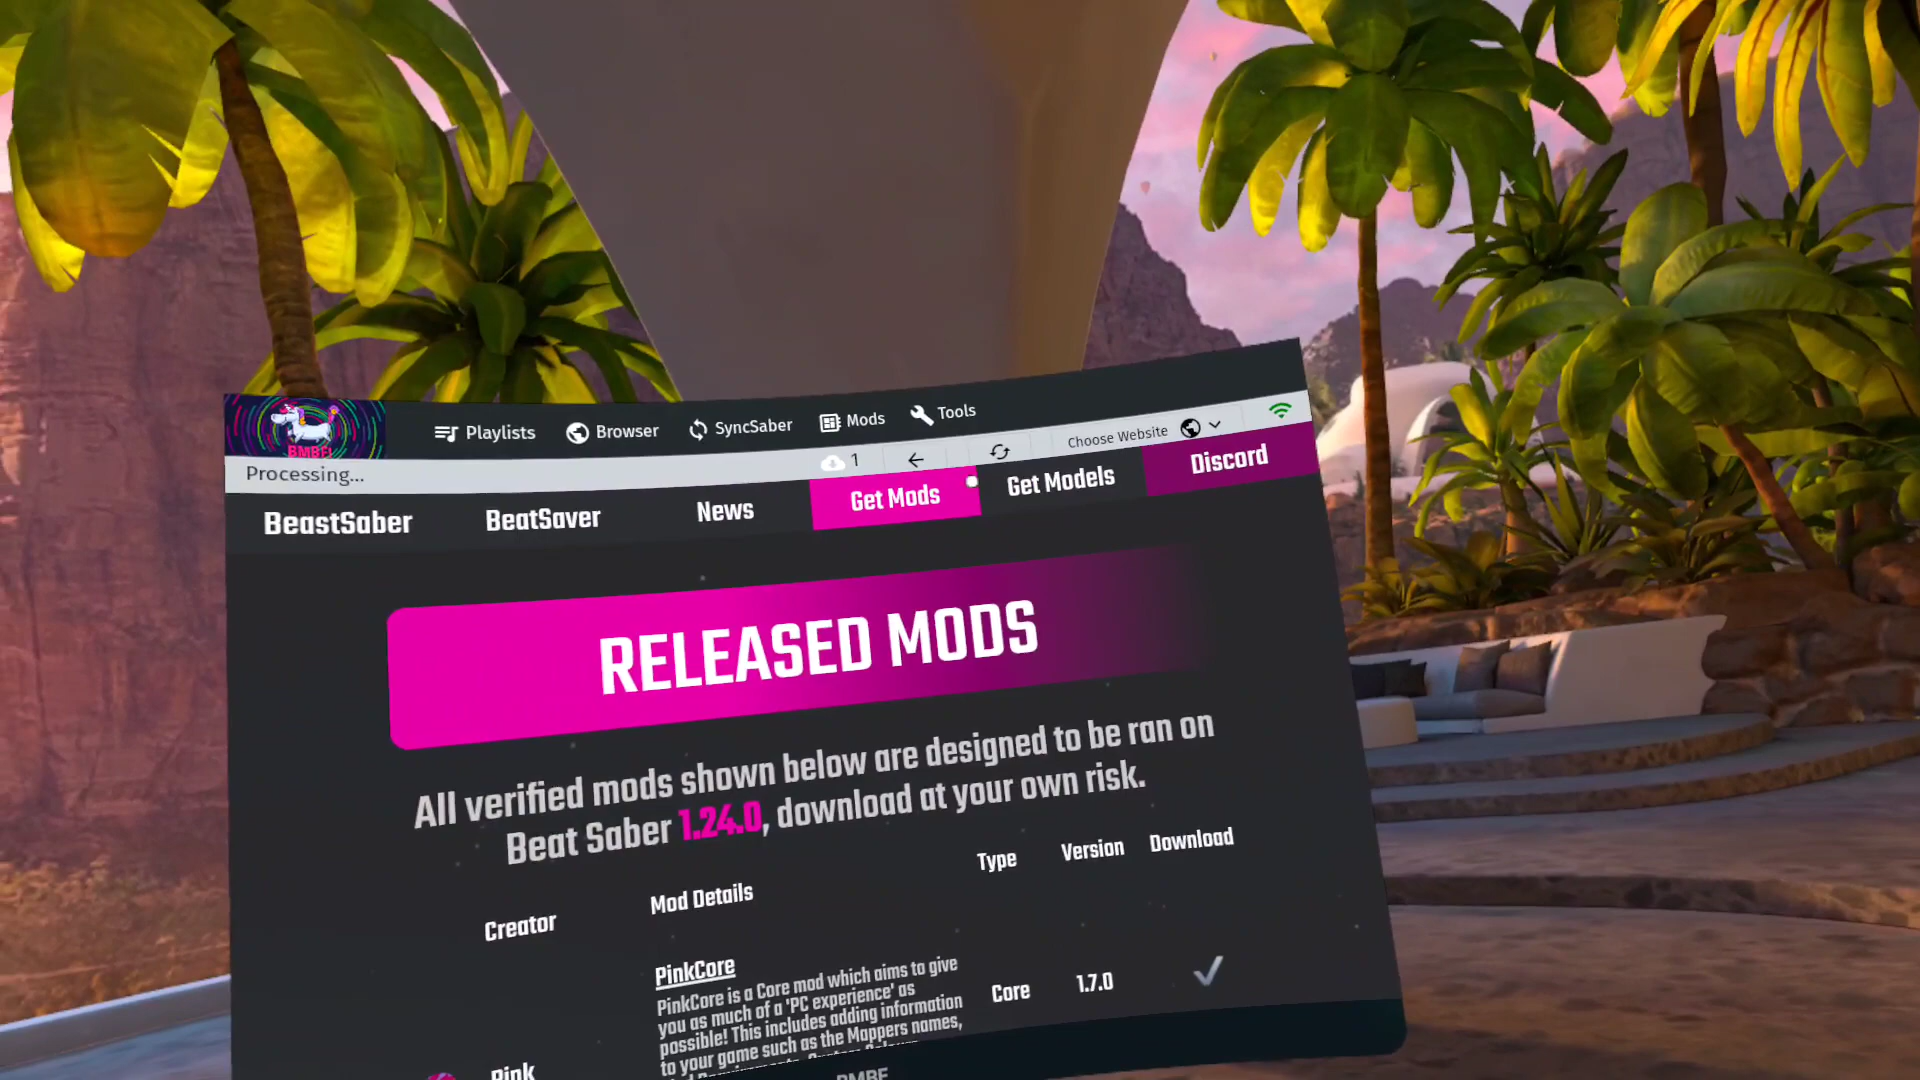 BMBF!
Playlists
Browser
SyncSaber
Mods
Tools
Processing...
1
Choose Website
BeastSaber
BeatSaver
News
Get Mods
Get Models
Discord
RELEASED MODS
All verified mods shown below are designed to be ran on
Beat Saber 1.24.0, download at your own risk.
Creator
Mod Details
Type
Version
Download
PinkCore
PinkCore is a Core mod which aims to give
you as much of a 'PC experience' as
possible! This includes adding information
to your game such as the Mappers names,
Core
1.7.0
Pink
BMBF